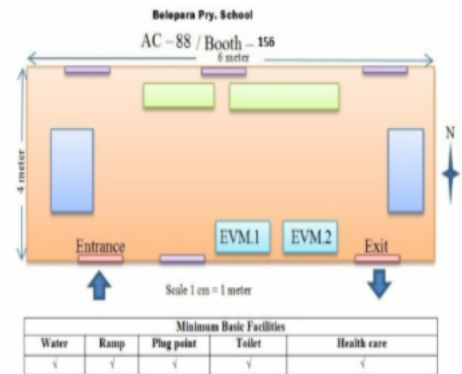 Belepara Pry. School
AC – 88 / Booth – 156
6 meter
4 meter
N
EVM.1 EVM.2
Entrance Exit
Scale 1 cm = 1 meter
Minimum Basic Facilities
Water Ramp Plug point Toilet Health care
√ √ √ √ √